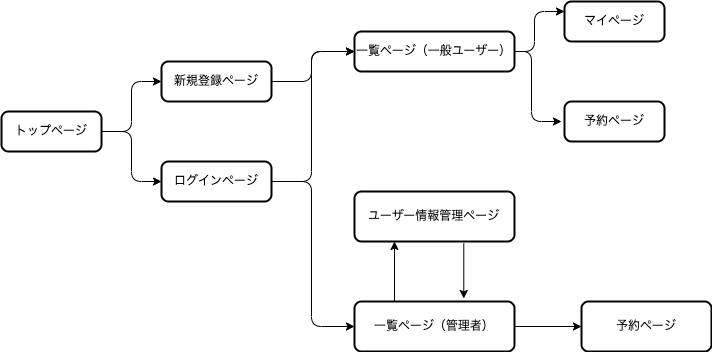 マイページ
一覧ページ（一般ユーザー）
新規登録ページ
予約ページ
トップページ
ログインページ
ユーザー情報管理ページ
一覧ページ（管理者）
予約ページ